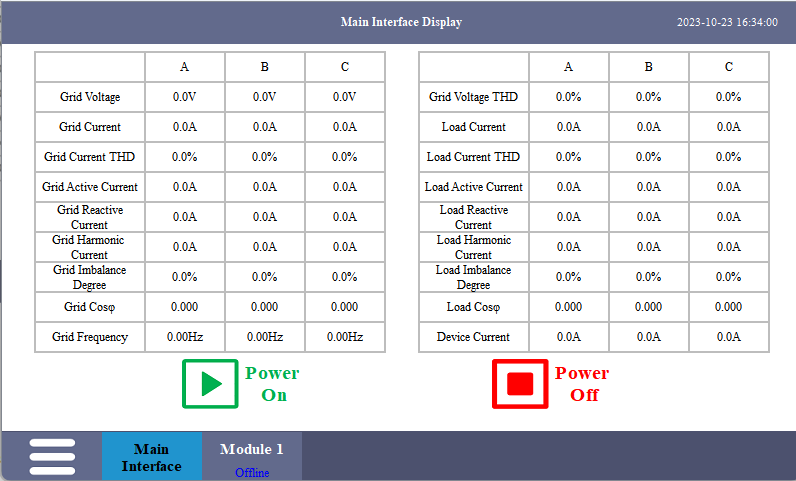 Main Interface Display
2023-10-23 16:34:00
A B C
Grid Voltage 0.0V 0.0V 0.0V
Grid Current 0.0A 0.0A 0.0A
Grid Current THD 0.0% 0.0% 0.0%
Grid Active Current 0.0A 0.0A 0.0A
Grid Reactive
Current 0.0A 0.0A 0.0A
Grid Harmonic
Current 0.0A 0.0A 0.0A
Grid Imbalance
Degree 0.0% 0.0% 0.0%
Grid Cosφ 0.000 0.000 0.000
Grid Frequency 0.00Hz 0.00Hz 0.00Hz
A B C
Grid Voltage THD 0.0% 0.0% 0.0%
Load Current 0.0A 0.0A 0.0A
Load Current THD 0.0% 0.0% 0.0%
Load Active Current 0.0A 0.0A 0.0A
Load Reactive
Current 0.0A 0.0A 0.0A
Load Harmonic
Current 0.0A 0.0A 0.0A
Load Imbalance
Degree 0.0% 0.0% 0.0%
Load Cosφ 0.000 0.000 0.000
Device Current 0.0A 0.0A 0.0A
Power
On
Power
Off
Main
Interface
Module 1
Offline